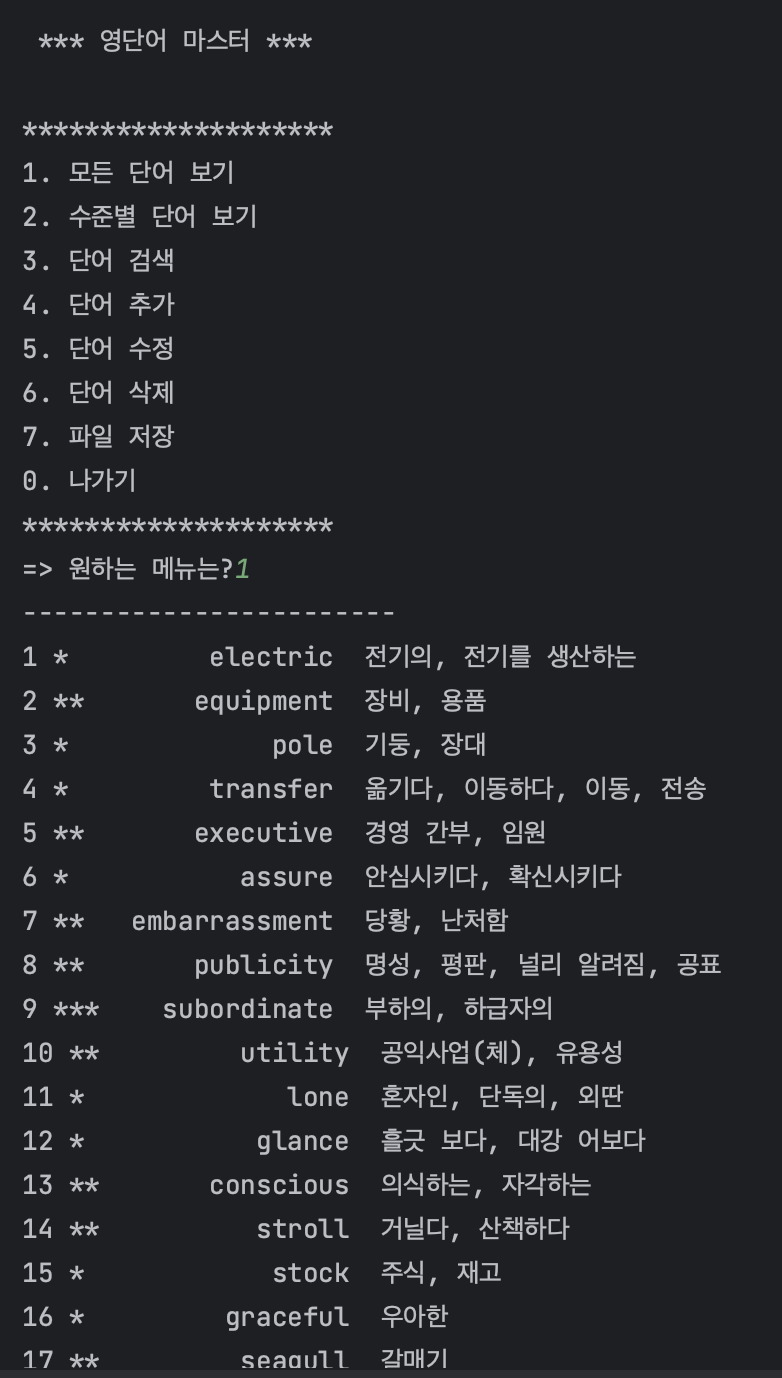 *** 영단어 마스터 ***
********************
1. 모든 단어 보기
2. 수준별 단어 보기
3. 단어 검색
4. 단어 추가
5. 단어 수정
6. 단어 삭제
7. 파일 저장
0. 나가기
********************
=> 원하는 메뉴는?1
------------------------
1 * electric 전기의, 전기를 생산하는
2 ** equipment 장비, 용품
3 * pole 기둥, 장대
4 * transfer 옮기다, 이동하다, 이동, 전송
5 ** executive 경영 간부, 임원
6 * assure 안심시키다, 확신시키다
7 ** embarrassment 당황, 난처함
8 ** publicity 명성, 평판, 널리 알려짐, 공표
9 *** subordinate 부하의, 하급자의
10 ** utility 공익사업(체), 유용성
11 * lone 혼자인, 단독의, 외딴
12 * glance 흘긋 보다, 대강 어보다
13 ** conscious 의식하는, 자각하는
14 ** stroll 거닐다, 산책하다
15 * stock 주식, 재고
16 * graceful 우아한
17 ** seagull 갈매기